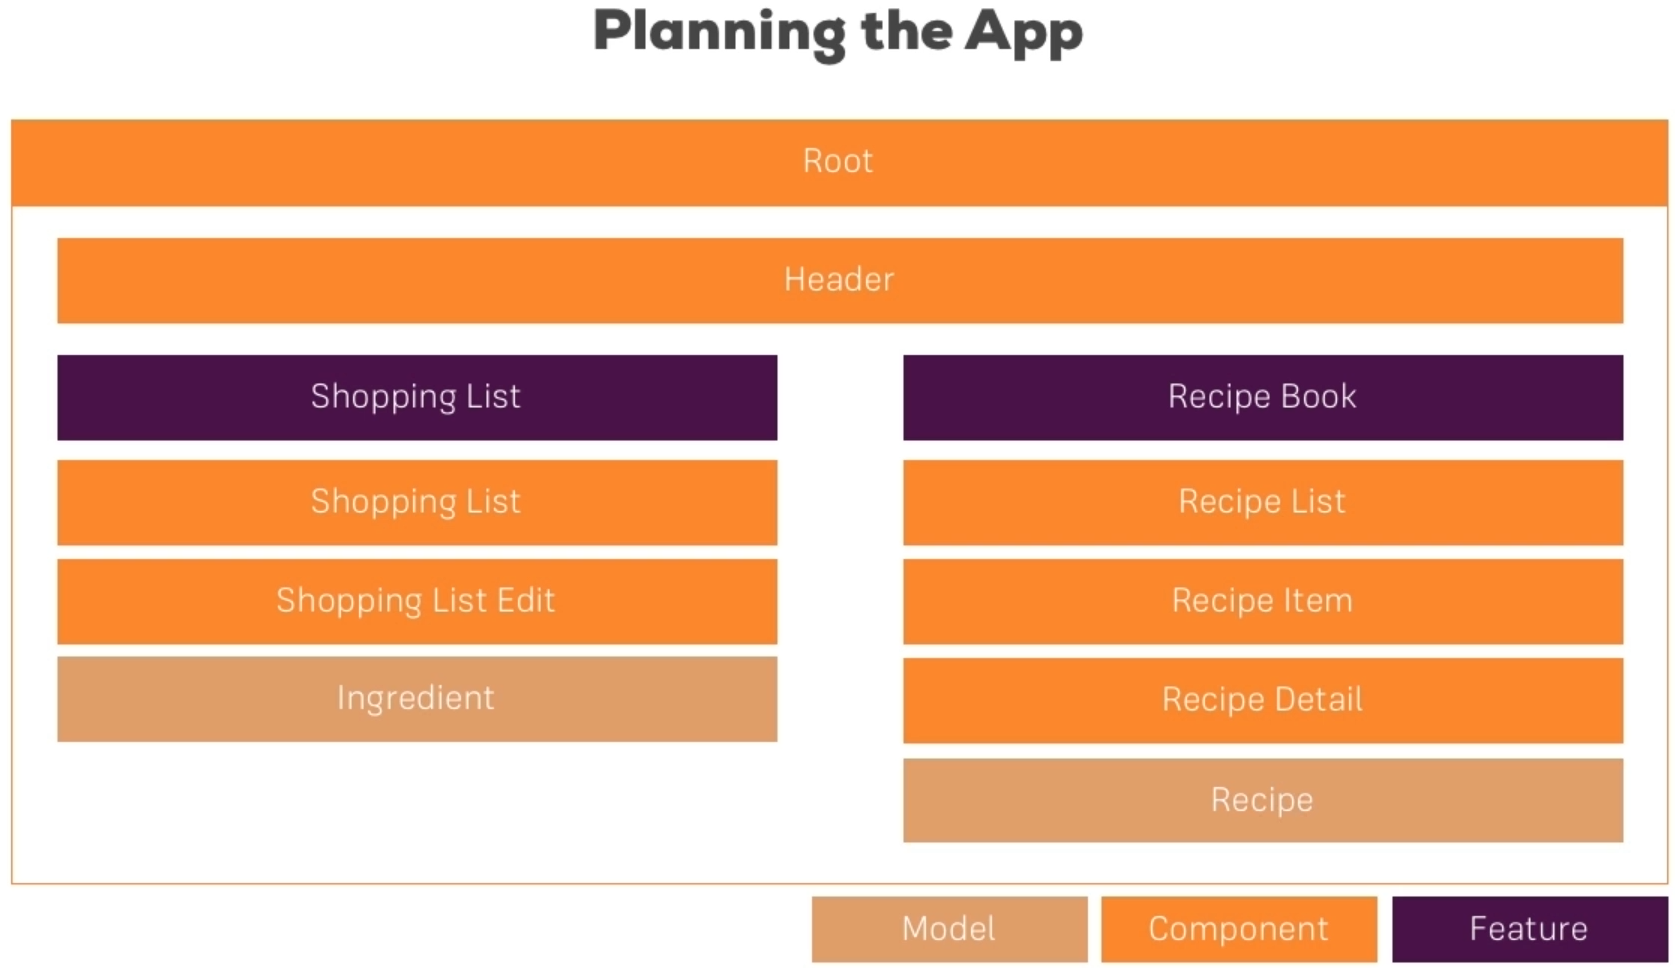 Planning the App
Root
Header
Shopping List
Recipe Book
Shopping List
Recipe List
Shopping List Edit
Recipe Item
Ingredient
Recipe Detail
Recipe
Model
Component
Feature